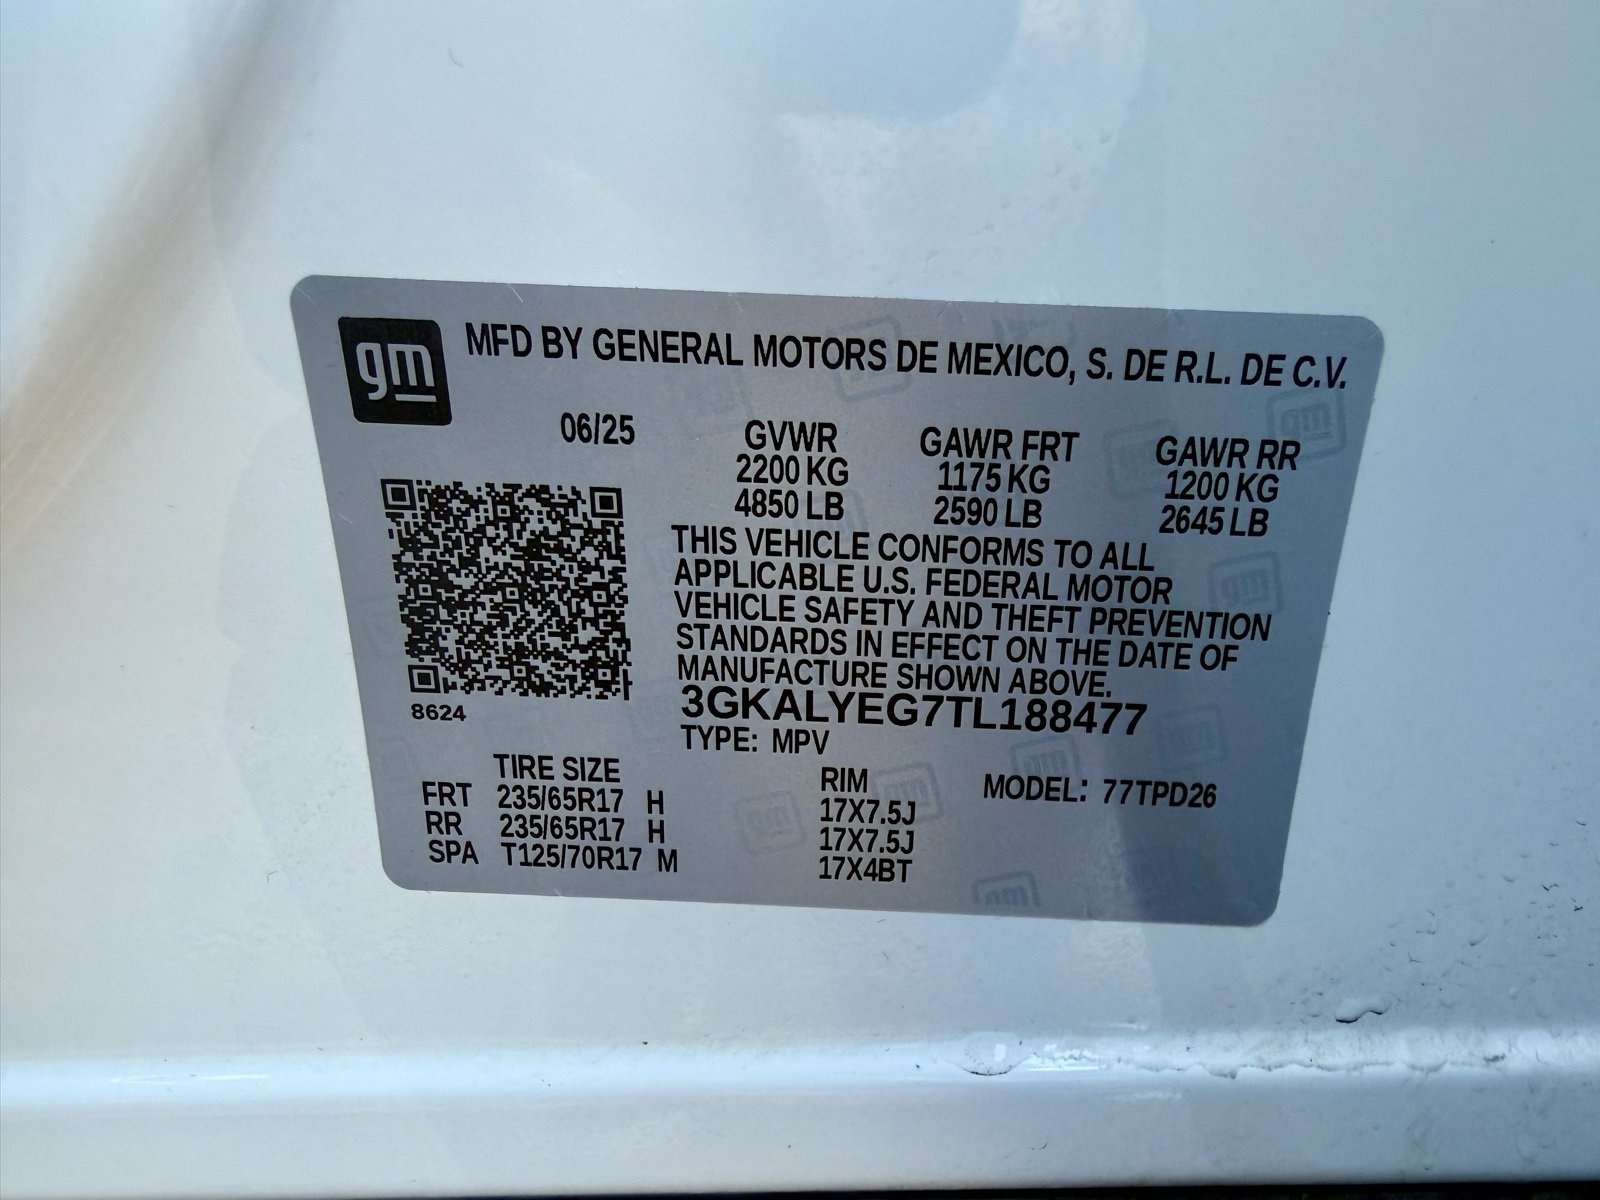 gm
MFD BY GENERAL MOTORS DE MEXICO, S. DE R.L. DE C.V.
06/25
GVWR GAWR FRT GAWR RR
2200 KG 1175 KG 1200 KG
4850 LB 2590 LB 2645 LB
THIS VEHICLE CONFORMS TO ALL
APPLICABLE U.S. FEDERAL MOTOR
VEHICLE SAFETY AND THEFT PREVENTION
STANDARDS IN EFFECT ON THE DATE OF
MANUFACTURE SHOWN ABOVE.
3GKALYEG7TL188477
8624
TYPE: MPV
TIRE SIZE RIM MODEL: 77TPD26
FRT 235/65R17 H 17X7.5J
RR 235/65R17 H 17X7.5J
SPA T125/70R17 M 17X4BT